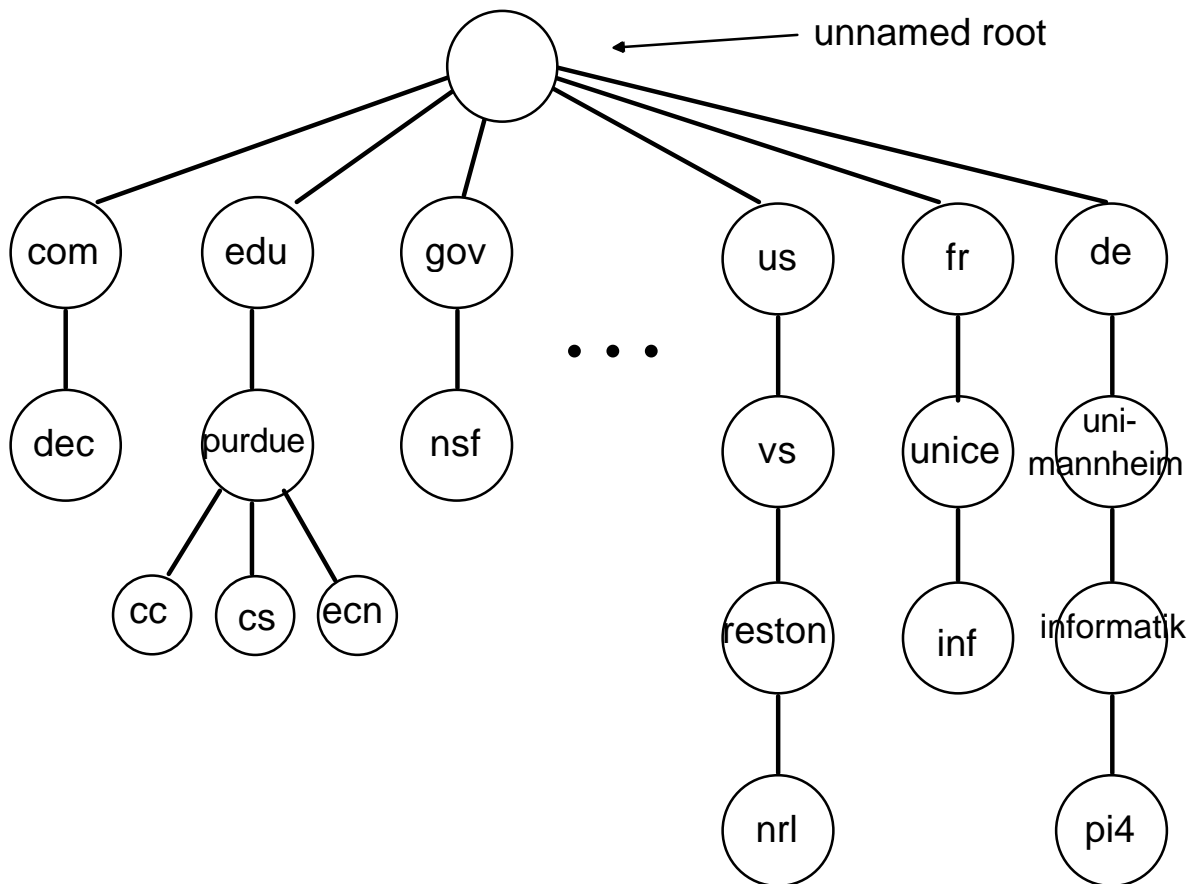 unnamed root
com
edu
gov
us
fr
de
• • •
dec
purdue
nsf
vs
unice
uni-
mannheim
cc
cs
ecn
reston
inf
informatik
nrl
pi4